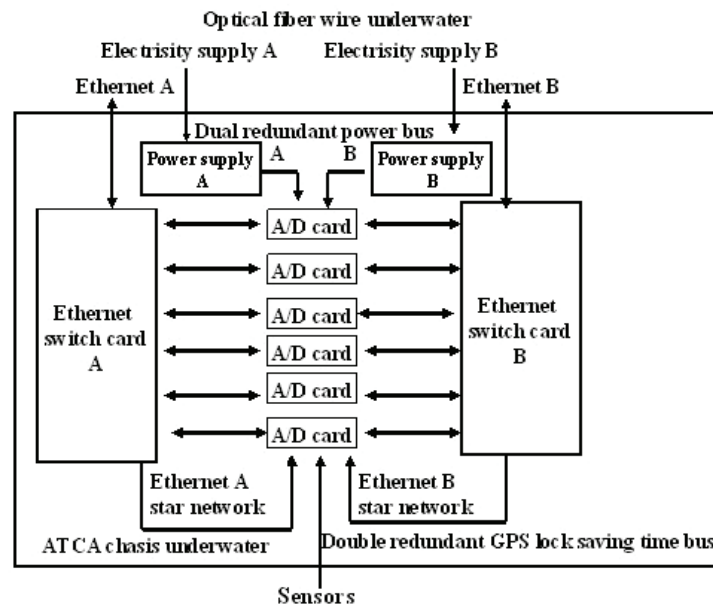 Optical fiber wire underwater
Electrisity supply A
Electrisity supply B
Ethernet A
Ethernet B
Dual redundant power bus
Power supply
A
A
B
Power supply
B
A/D card
A/D card
A/D card
A/D card
A/D card
A/D card
Ethernet
switch card
A
Ethernet
switch card
B
Ethernet A
star network
Ethernet B
star network
ATCA chasis underwater
Double redundant GPS lock saving time bus
Sensors